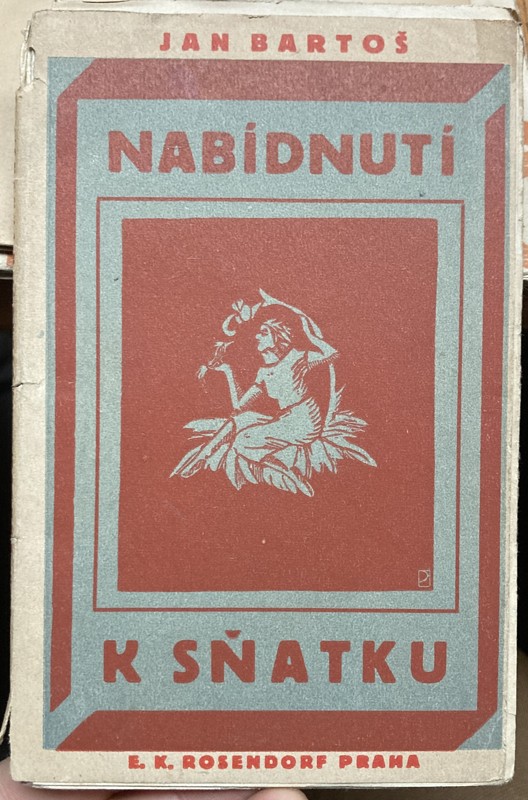 JAN BARTOŠ
NABÍDNUTÍ
K SŇATKU
E. K. ROSENDORF PRAHA